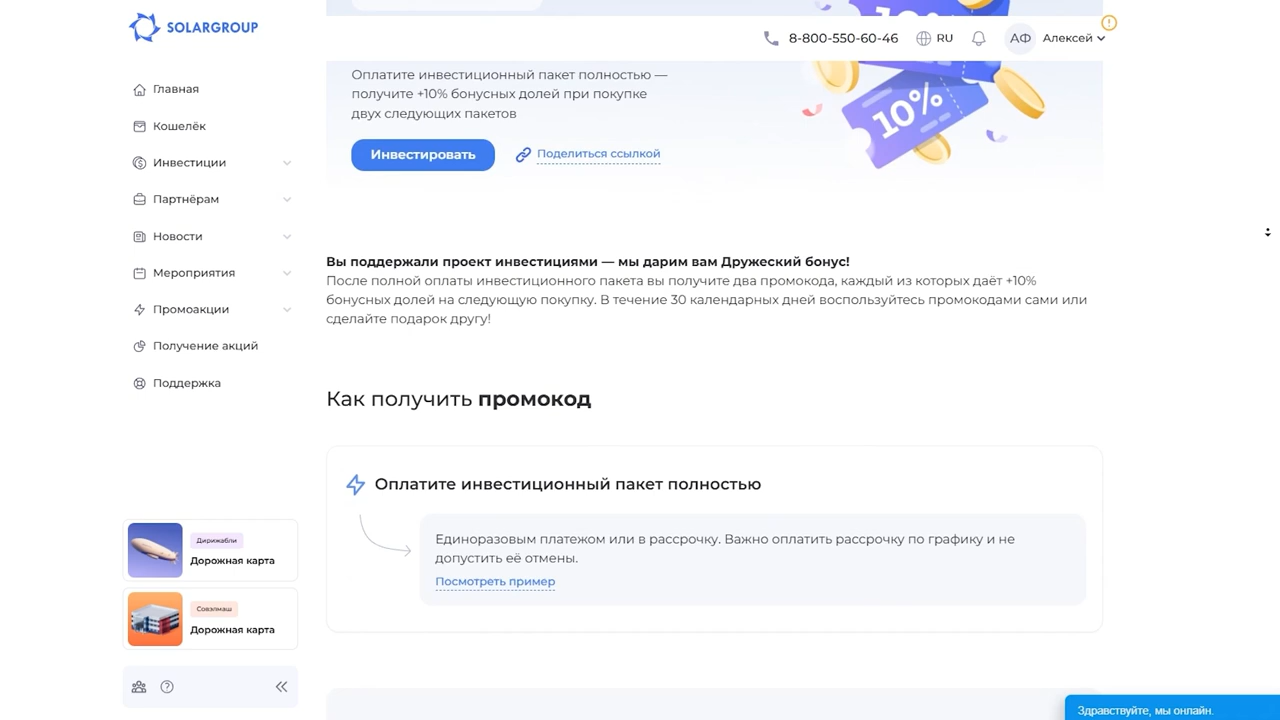 SOLARGROUP
8-800-550-60-46
RU
АФ
Алексей
Главная
Кошелёк
Инвестиции
Партнёрам
Новости
Мероприятия
Промоакции
Получение акций
Поддержка
Дирижабли
Дорожная карта
Совэлмаш
Дорожная карта
Оплатите инвестиционный пакет полностью —
получите +10% бонусных долей при покупке
двух следующих пакетов
Инвестировать
Поделиться ссылкой
10%
Вы поддержали проект инвестициями — мы дарим вам Дружеский бонус!
После полной оплаты инвестиционного пакета вы получите два промокода, каждый из которых даёт +10%
бонусных долей на следующую покупку. В течение 30 календарных дней воспользуйтесь промокодами сами или
сделайте подарок другу!
Как получить промокод
Оплатите инвестиционный пакет полностью
Единоразовым платежом или в рассрочку. Важно оплатить рассрочку по графику и не
допустить её отмены.
Посмотреть пример
Здравствуйте, мы онлайн.